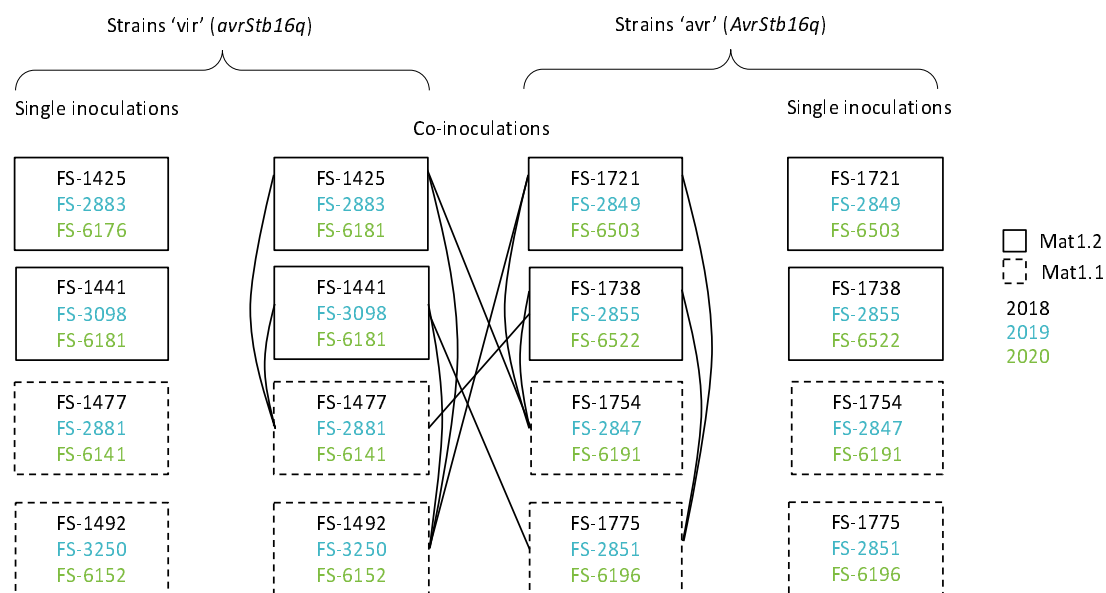 Strains ‘vir’ (avrStb16q)
Strains ‘avr’ (AvrStb16q)
Single inoculations
Co-inoculations
Single inoculations
FS-1425
FS-2883
FS-6176
FS-1425
FS-2883
FS-6181
FS-1721
FS-2849
FS-6503
FS-1721
FS-2849
FS-6503
FS-1441
FS-3098
FS-6181
FS-1441
FS-3098
FS-6181
FS-1738
FS-2855
FS-6522
FS-1738
FS-2855
FS-6522
FS-1477
FS-2881
FS-6141
FS-1477
FS-2881
FS-6141
FS-1754
FS-2847
FS-6191
FS-1754
FS-2847
FS-6191
FS-1492
FS-3250
FS-6152
FS-1492
FS-3250
FS-6152
FS-1775
FS-2851
FS-6196
FS-1775
FS-2851
FS-6196
Mat1.2
Mat1.1
2018
2019
2020